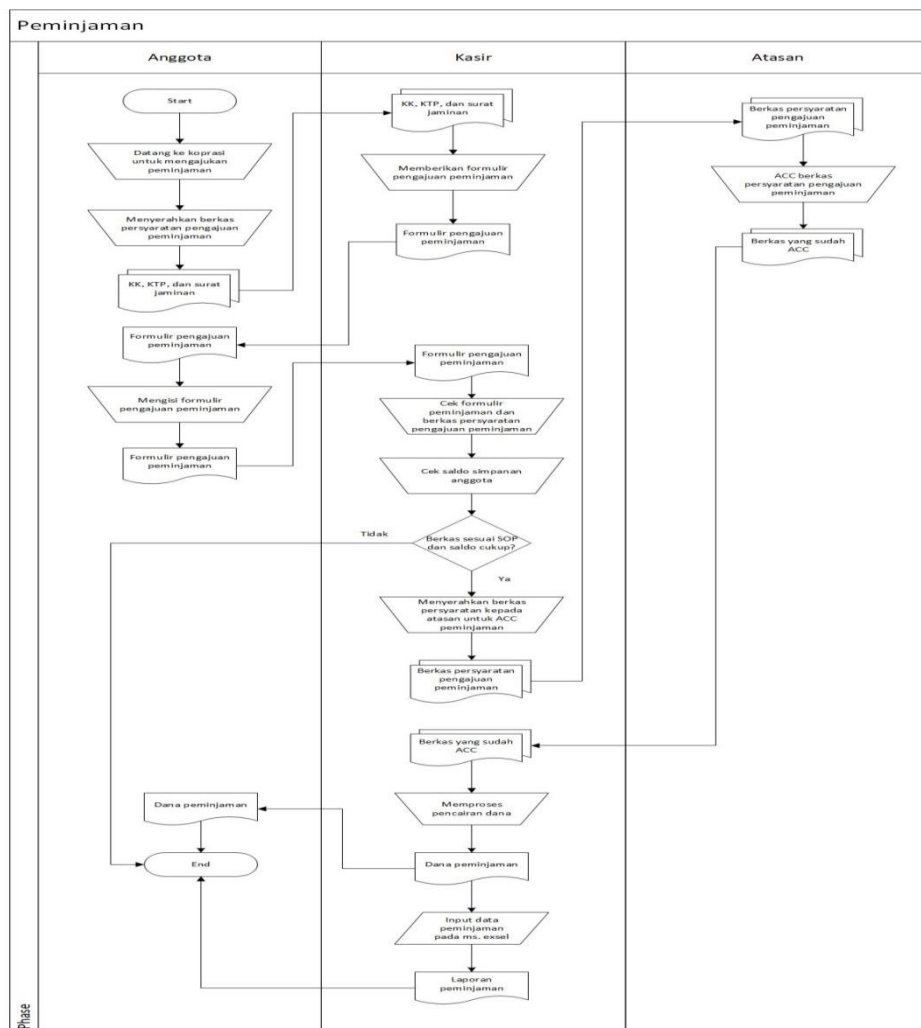 Peminjaman
Anggota
Kasir
Atasan
Start
Datang ke koprasi
untuk mengajukan
peminjaman
Menyerahkan berkas
persyaratan pengajuan
peminjaman
KK, KTP, dan surat
jaminan
KK, KTP, dan surat
jaminan
Memberikan formulir
pengajuan peminjaman
Formulir pengajuan
peminjaman
Formulir pengajuan
peminjaman
Mengisi formulir
pengajuan peminjaman
Formulir pengajuan
peminjaman
Formulir pengajuan
peminjaman
Cek formulir
peminjaman dan
berkas persyaratan
pengajuan peminjaman
Cek saldo simpanan
anggota
Berkas sesuai SOP
dan saldo cukup?
Tidak
Ya
Menyerahkan berkas
persyaratan kepada
atasan untuk ACC
peminjaman
Berkas persyaratan
pengajuan
peminjaman
Berkas persyaratan
pengajuan
peminjaman
ACC berkas
persyaratan pengajuan
peminjaman
Berkas yang sudah
ACC
Berkas yang sudah
ACC
Memproses
pencairan dana
Dana peminjaman
Dana peminjaman
Input data
peminjaman
pada ms. exsel
Laporan
peminjaman
End
Phase